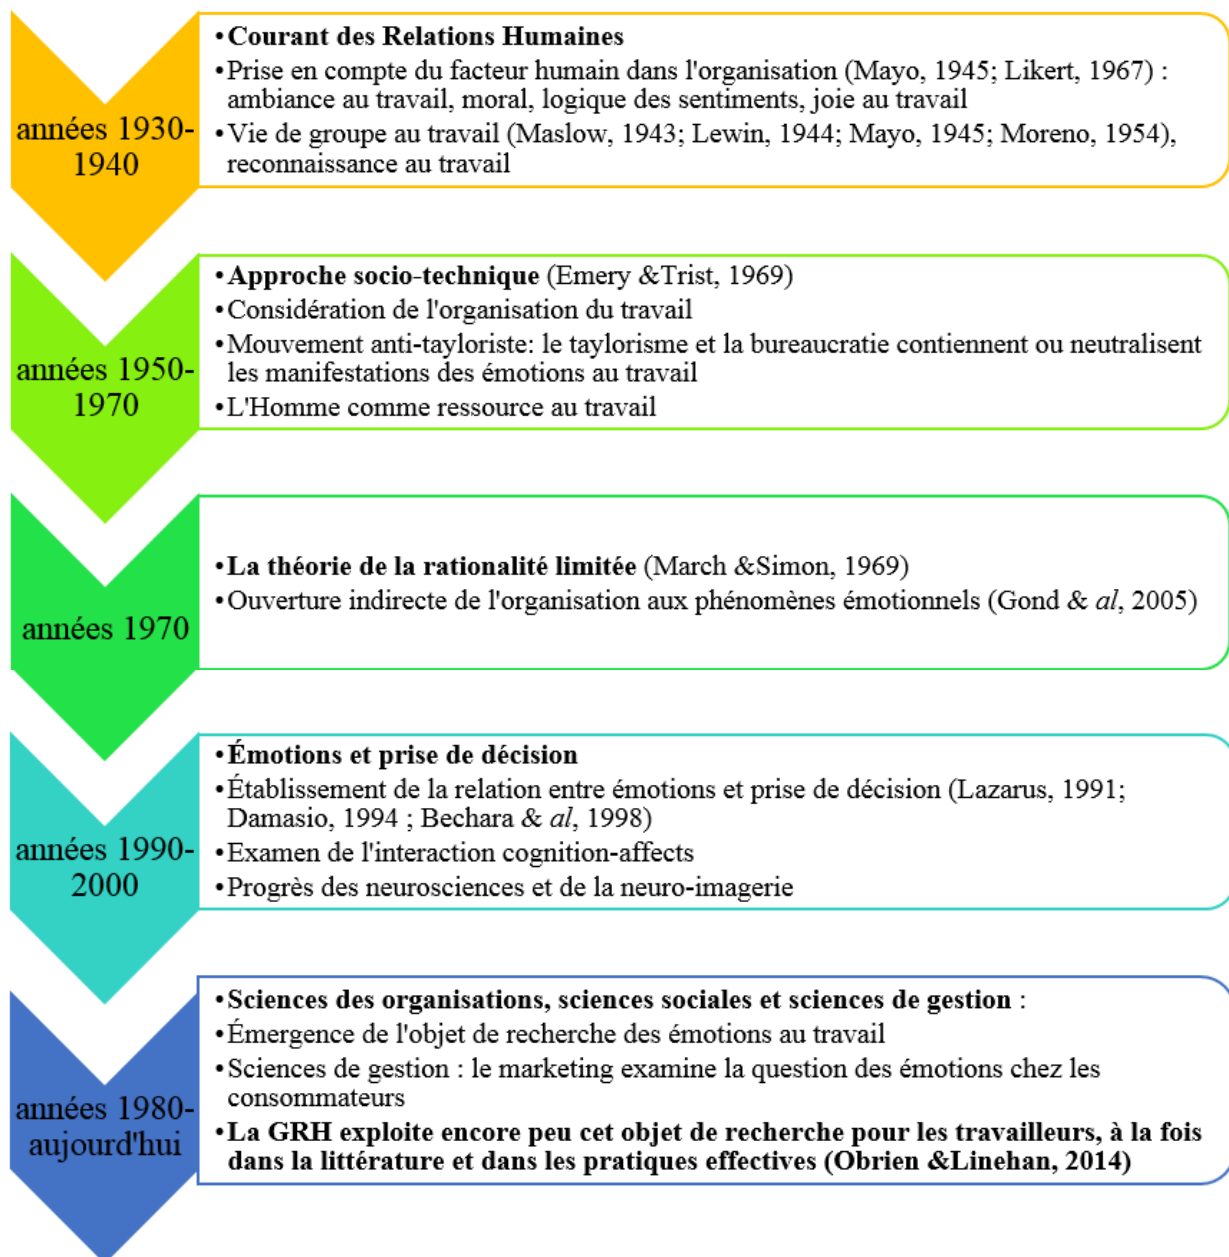 années 1930-
1940
•Courant des Relations Humaines
•Prise en compte du facteur humain dans l'organisation (Mayo, 1945; Likert, 1967) :
ambiance au travail, moral, logique des sentiments, joie au travail
•Vie de groupe au travail (Maslow, 1943; Lewin, 1944; Mayo, 1945; Moreno, 1954),
reconnaissance au travail
années 1950-
1970
•Approche socio-technique (Emery &Trist, 1969)
•Considération de l'organisation du travail
•Mouvement anti-tayloriste: le taylorisme et la bureaucratie contiennent ou neutralisent
les manifestations des émotions au travail
•L'Homme comme ressource au travail
années 1970
•La théorie de la rationalité limitée (March &Simon, 1969)
•Ouverture indirecte de l'organisation aux phénomènes émotionnels (Gond & al, 2005)
années 1990-
2000
•Émotions et prise de décision
•Établissement de la relation entre émotions et prise de décision (Lazarus, 1991;
Damasio, 1994 ; Bechara & al, 1998)
•Examen de l'interaction cognition-affects
•Progrès des neurosciences et de la neuro-imagerie
années 1980-
aujourd'hui
•Sciences des organisations, sciences sociales et sciences de gestion :
•Émergence de l'objet de recherche des émotions au travail
•Sciences de gestion : le marketing examine la question des émotions chez les
consommateurs
•La GRH exploite encore peu cet objet de recherche pour les travailleurs, à la fois
dans la littérature et dans les pratiques effectives (Obrien &Linehan, 2014)